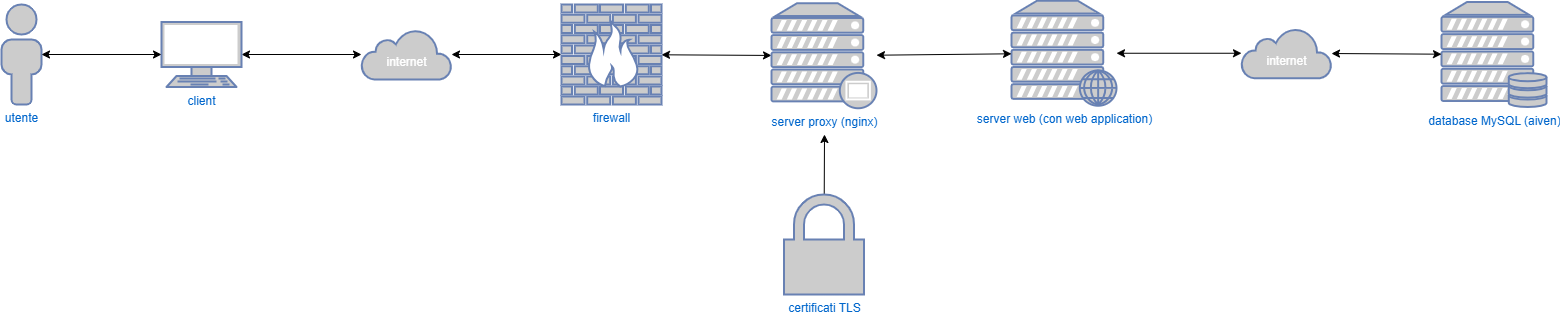 internet
internet
client
utente
firewall
server proxy (nginx)
server web (con web application)
database MySQL (aiven)
certificati TLS